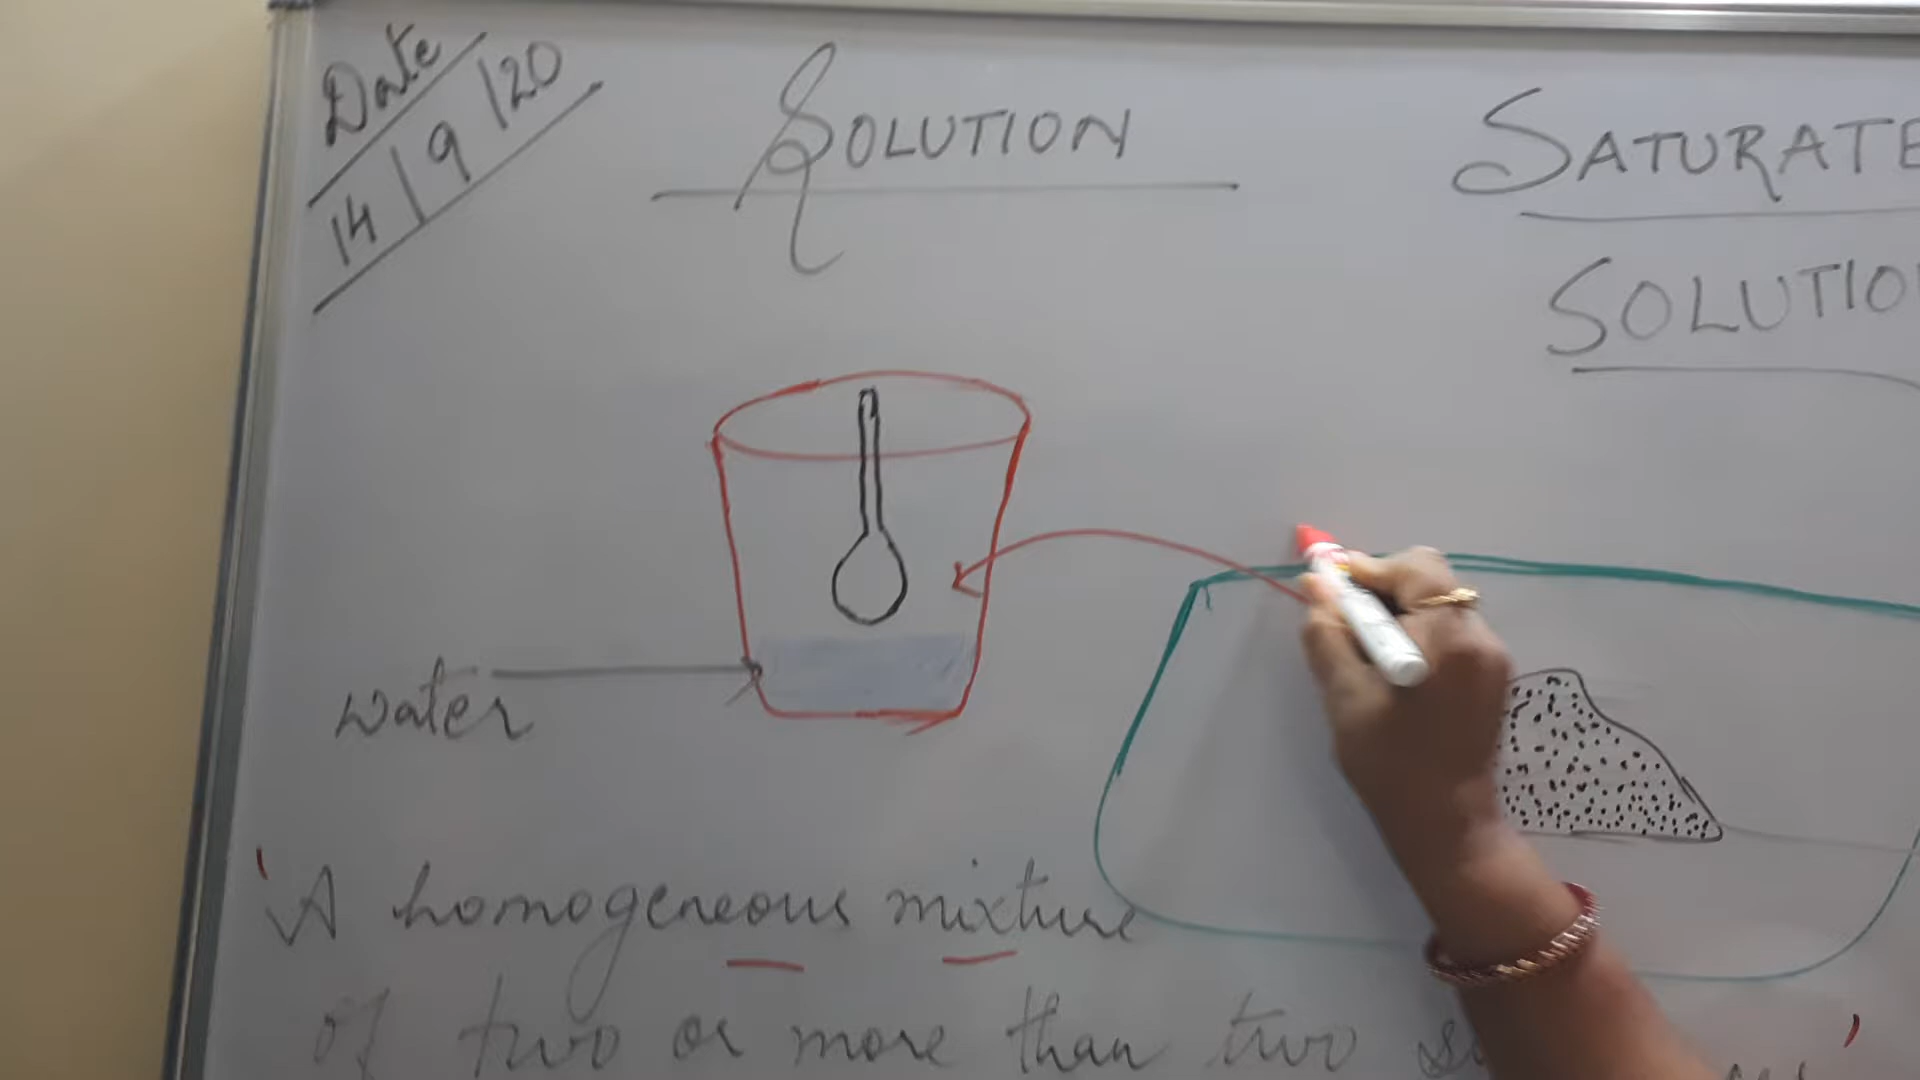 Date
14/9/20
SOLUTION
SATURATE
SOLUTIO
water
'A homogeneous mixture
of two or more than two